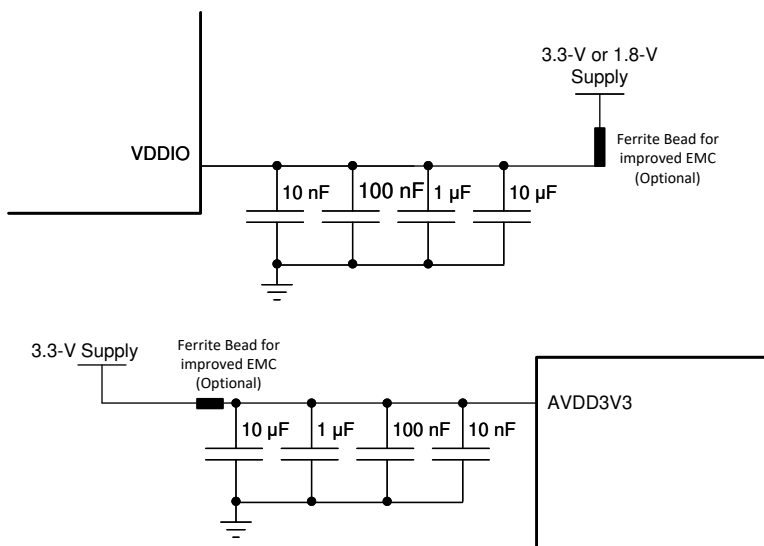 3.3-V or 1.8-V
Supply
Ferrite Bead for
improved EMC
(Optional)
VDDIO
10 nF
100 nF
1 µF
10 µF
3.3-V Supply
Ferrite Bead for
improved EMC
(Optional)
AVDD3V3
10 µF
1 µF
100 nF
10 nF